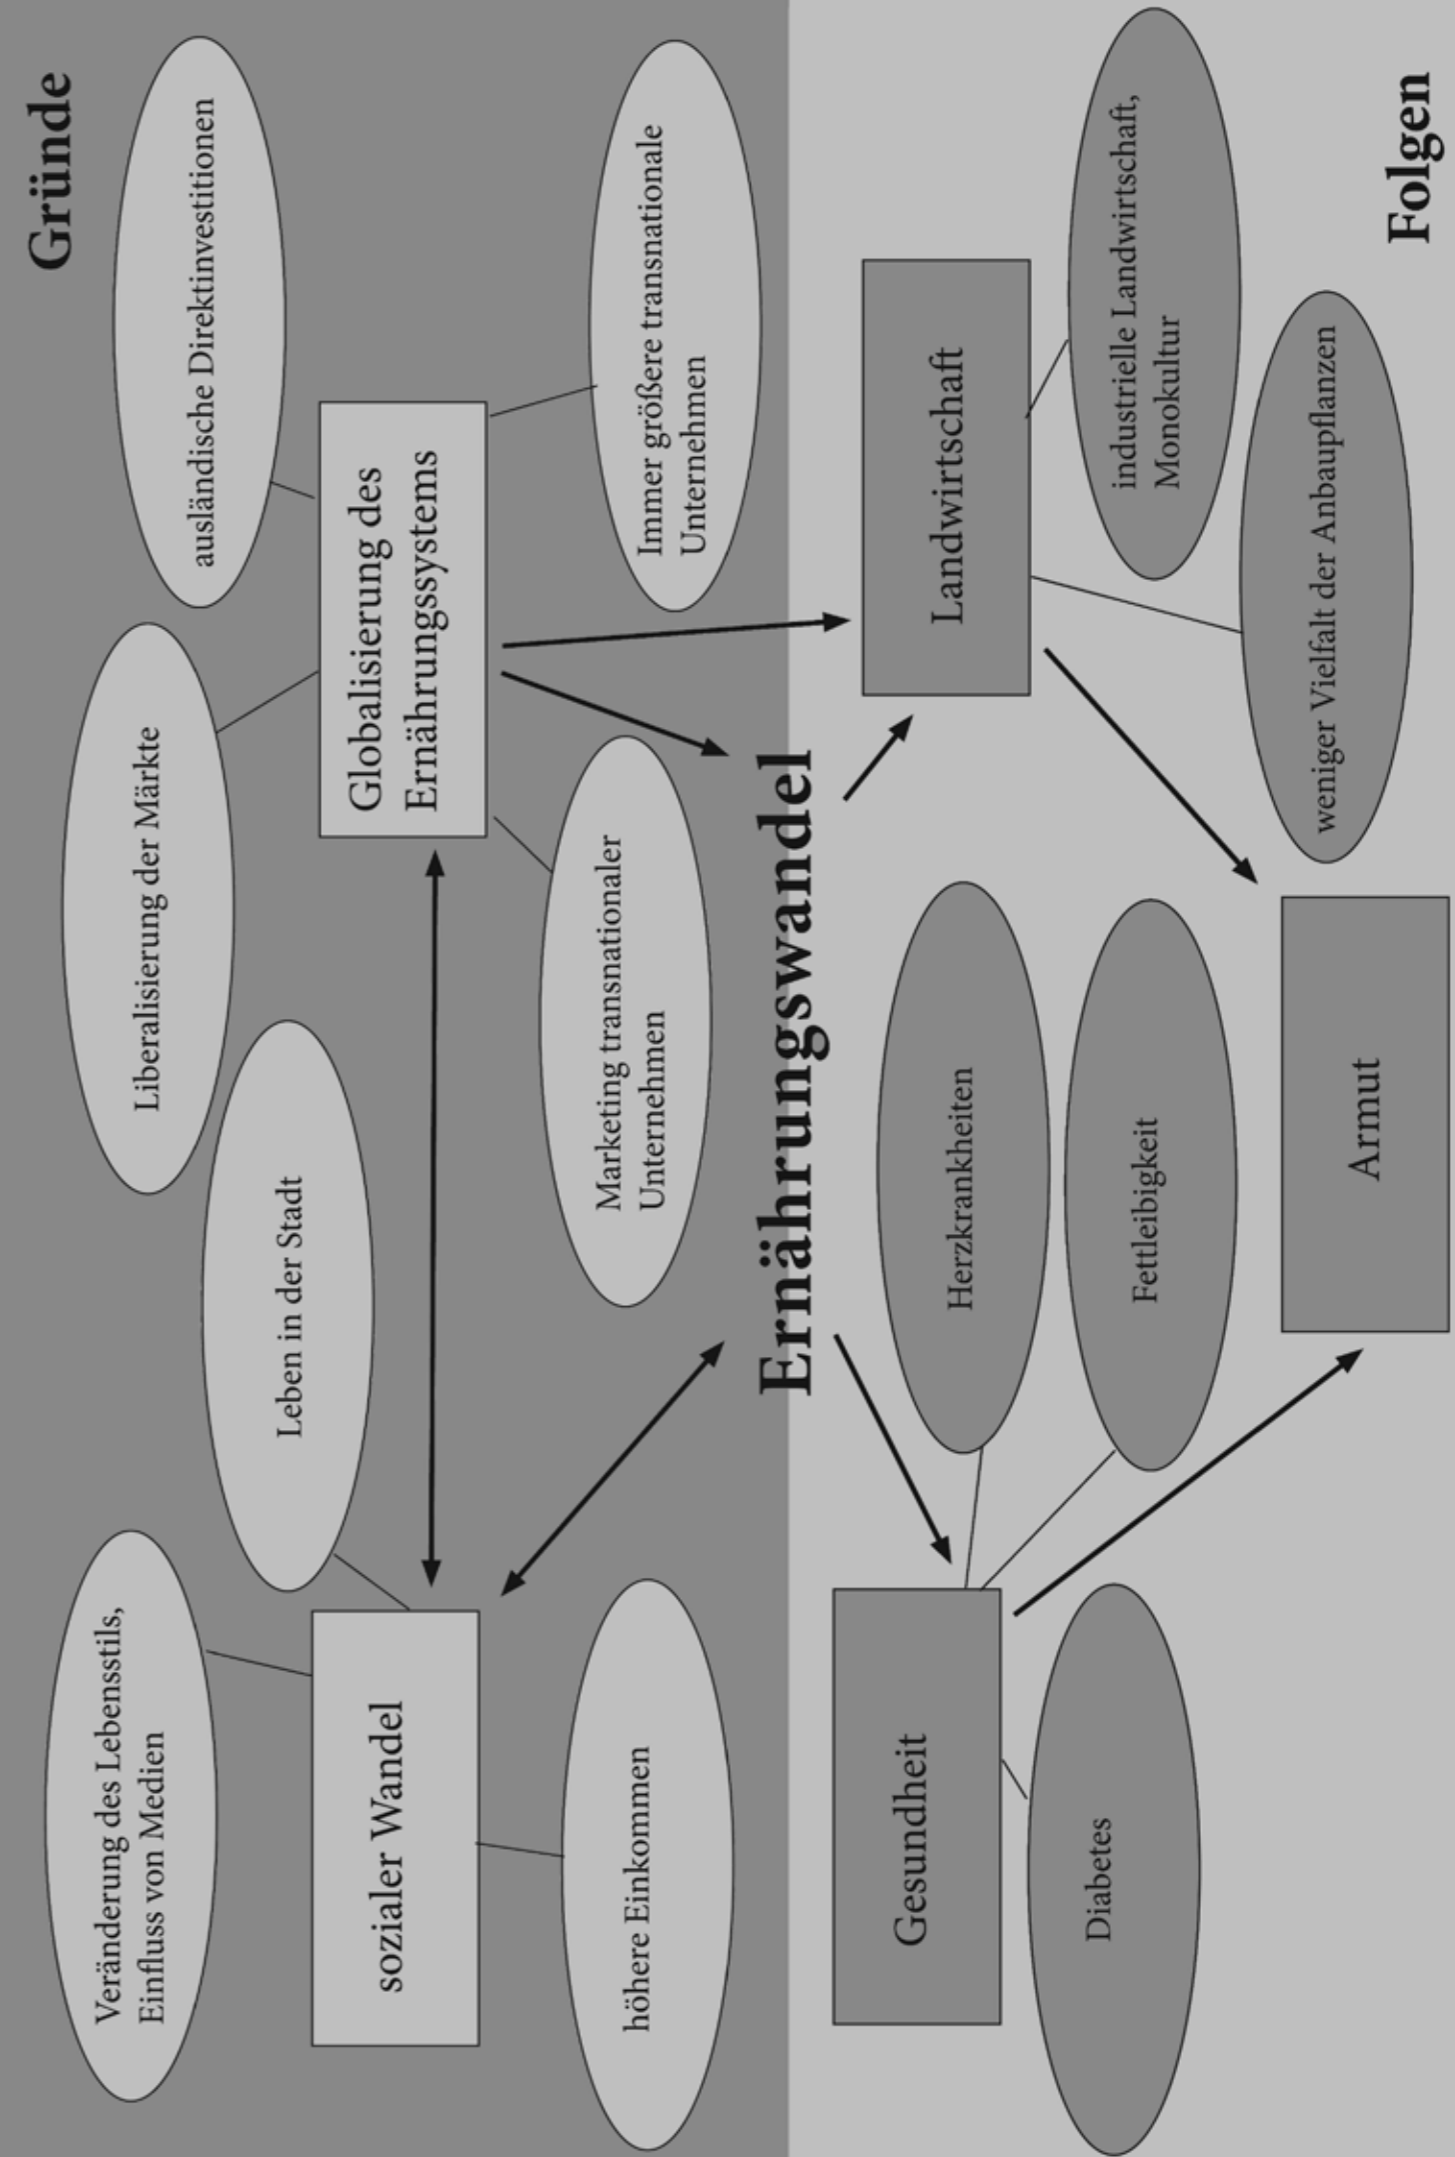 Gründe
Veränderung des Lebensstils,
Einfluss von Medien
Leben in der Stadt
Liberalisierung der Märkte
ausländische Direktinvestitionen
sozialer Wandel
Globalisierung des
Ernährungssystems
höhere Einkommen
Marketing transnationaler
Unternehmen
Immer größere transnationale
Unternehmen
Ernährungswandel
Gesundheit
Herzkrankheiten
Landwirtschaft
Diabetes
Fettleibigkeit
industrielle Landwirtschaft,
Monokultur
Armut
weniger Vielfalt der Anbaupflanzen
Folgen